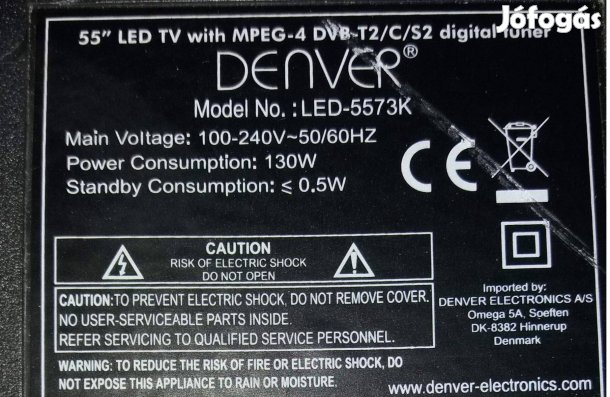 Jófogás
55" LED TV with MPEG-4 DVB-T2/C/S2 digital tuner
DENVER®
Model No. : LED-5573K
Main Voltage: 100-240V~50/60HZ
Power Consumption: 130W
Standby Consumption: ≤ 0.5W
CE
CAUTION
RISK OF ELECTRIC SHOCK
DO NOT OPEN
CAUTION: TO PREVENT ELECTRIC SHOCK, DO NOT REMOVE COVER.
NO USER-SERVICEABLE PARTS INSIDE.
REFER SERVICING TO QUALIFIED SERVICE PERSONNEL.
WARNING: TO REDUCE THE RISK OF FIRE OR ELECTRIC SHOCK, DO
NOT EXPOSE THIS APPLIANCE TO RAIN OR MOISTURE.
Imported by:
DENVER ELECTRONICS A/S
Omega 5A, Soeften
DK-8382 Hinnerup
Denmark
www.denver-electronics.com